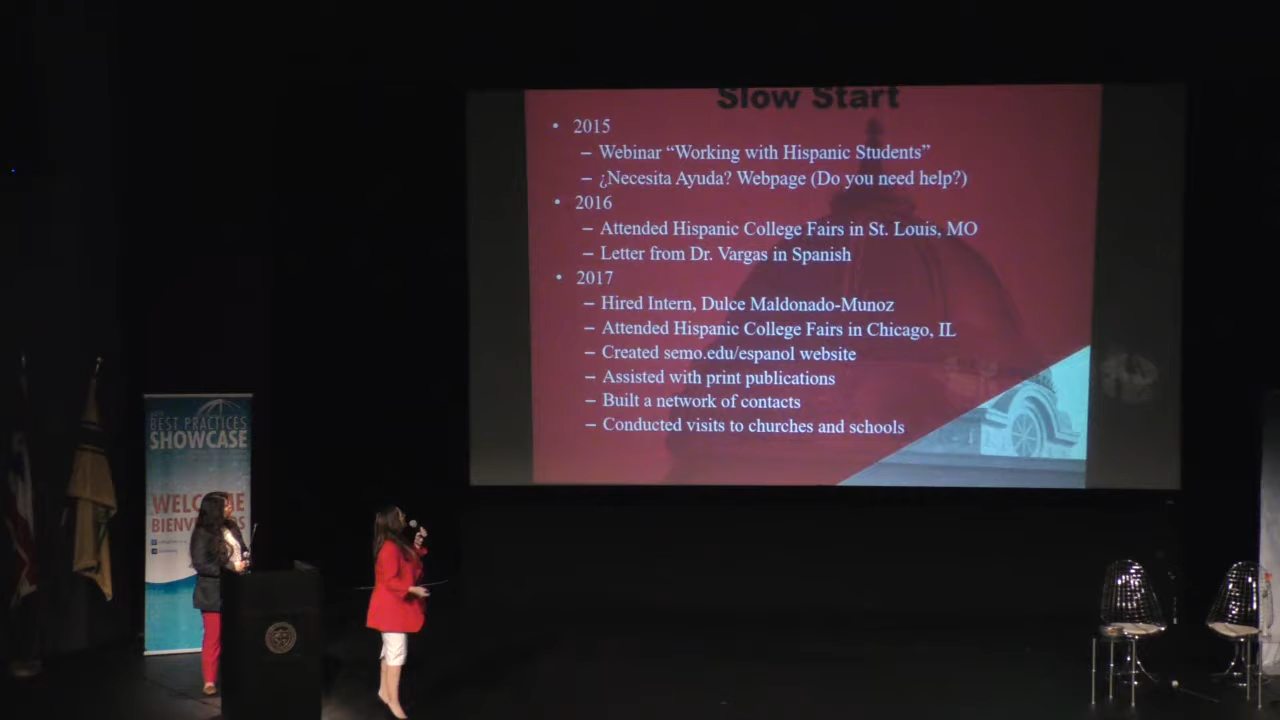 Slow Start
• 2015
– Webinar “Working with Hispanic Students”
– ¿Necesita Ayuda? Webpage (Do you need help?)
• 2016
– Attended Hispanic College Fairs in St. Louis, MO
– Letter from Dr. Vargas in Spanish
• 2017
– Hired Intern, Dulce Maldonado-Munoz
– Attended Hispanic College Fairs in Chicago, IL
– Created semo.edu/espanol website
– Assisted with print publications
– Built a network of contacts
– Conducted visits to churches and schools
BEST PRACTICES
SHOWCASE